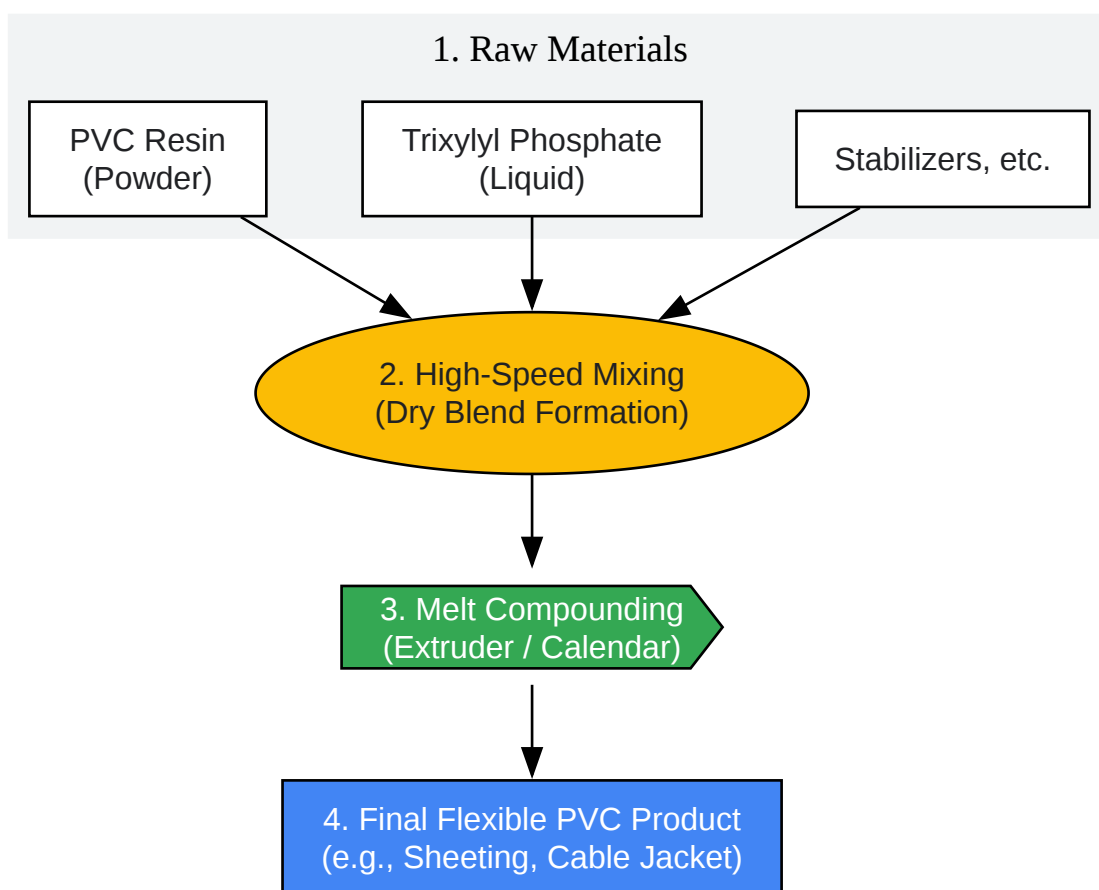 1. Raw Materials
PVC Resin
(Powder)
Trixylyl Phosphate
(Liquid)
Stabilizers, etc.
2. High-Speed Mixing
(Dry Blend Formation)
3. Melt Compounding
(Extruder / Calendar)
4. Final Flexible PVC Product
(e.g., Sheeting, Cable Jacket)